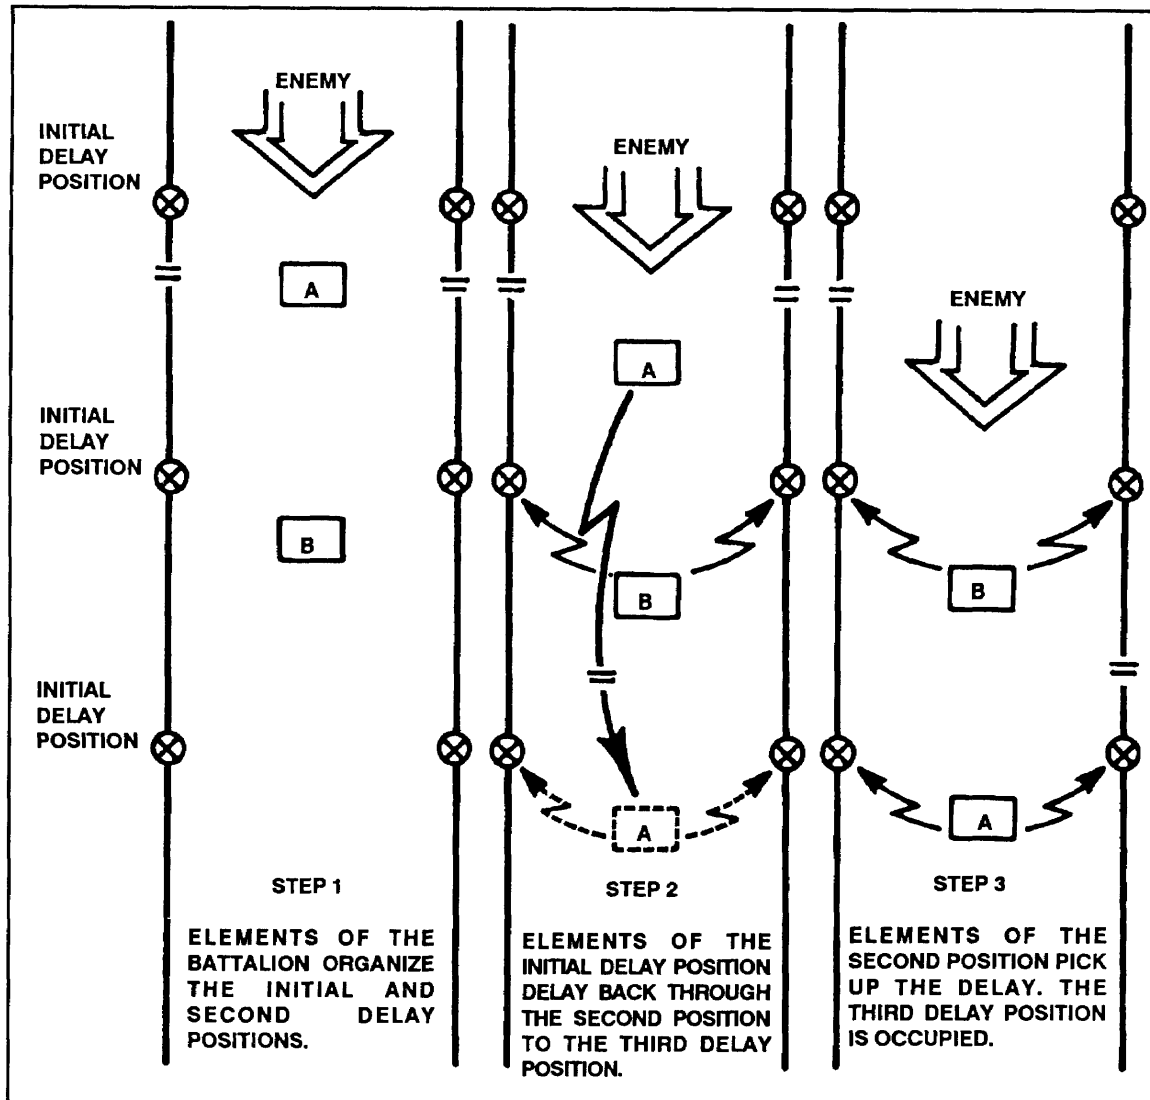 ENEMY
INITIAL
DELAY
POSITION
A
INITIAL
DELAY
POSITION
B
INITIAL
DELAY
POSITION
STEP 1
ELEMENTS OF THE
BATTALION ORGANIZE
THE INITIAL AND
SECOND DELAY
POSITIONS.
ENEMY
A
B
A
STEP 2
ELEMENTS OF THE
INITIAL DELAY POSITION
DELAY BACK THROUGH
THE SECOND POSITION
TO THE THIRD DELAY
POSITION.
ENEMY
B
A
STEP 3
ELEMENTS OF THE
SECOND POSITION PICK
UP THE DELAY. THE
THIRD DELAY POSITION
IS OCCUPIED.